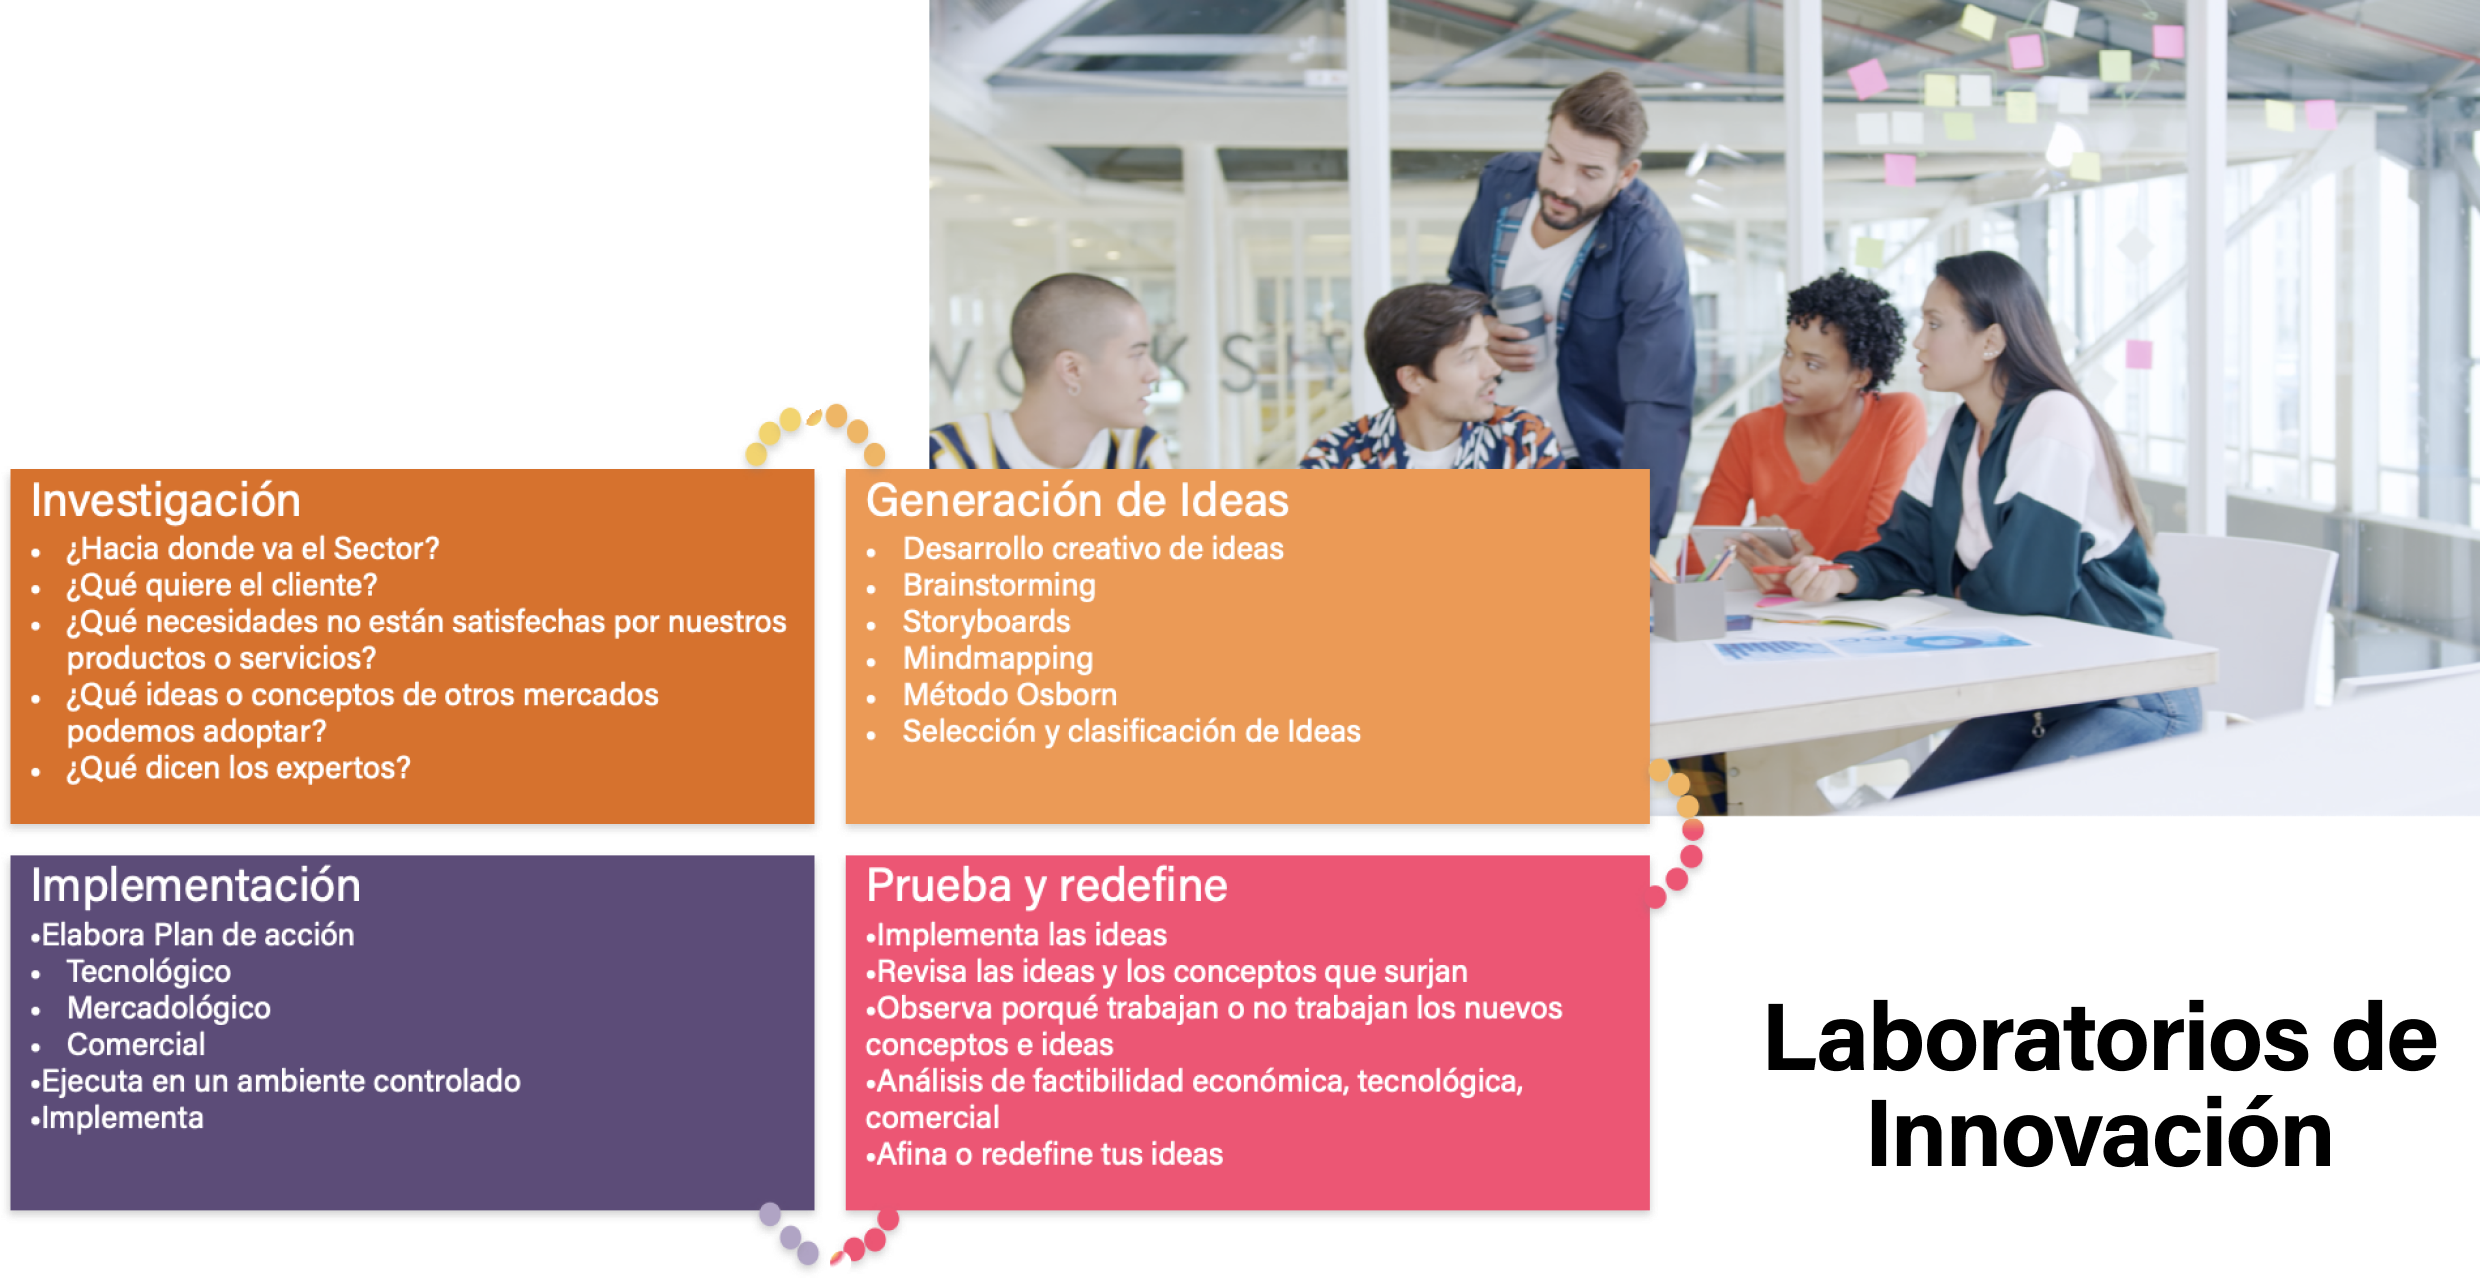 WORKSH
Investigación
• ¿Hacia donde va el Sector?
• ¿Qué quiere el cliente?
• ¿Qué necesidades no están satisfechas por nuestros
productos o servicios?
• ¿Qué ideas o conceptos de otros mercados
podemos adoptar?
• ¿Qué dicen los expertos?
Generación de Ideas
• Desarrollo creativo de ideas
• Brainstorming
• Storyboards
• Mindmapping
• Método Osborn
• Selección y clasificación de Ideas
Implementación
•Elabora Plan de acción
• Tecnológico
• Mercadológico
• Comercial
•Ejecuta en un ambiente controlado
•Implementa
Prueba y redefine
•Implementa las ideas
•Revisa las ideas y los conceptos que surjan
•Observa porqué trabajan o no trabajan los nuevos
conceptos e ideas
•Análisis de factibilidad económica, tecnológica,
comercial
•Afina o redefine tus ideas
Laboratorios de
Innovación